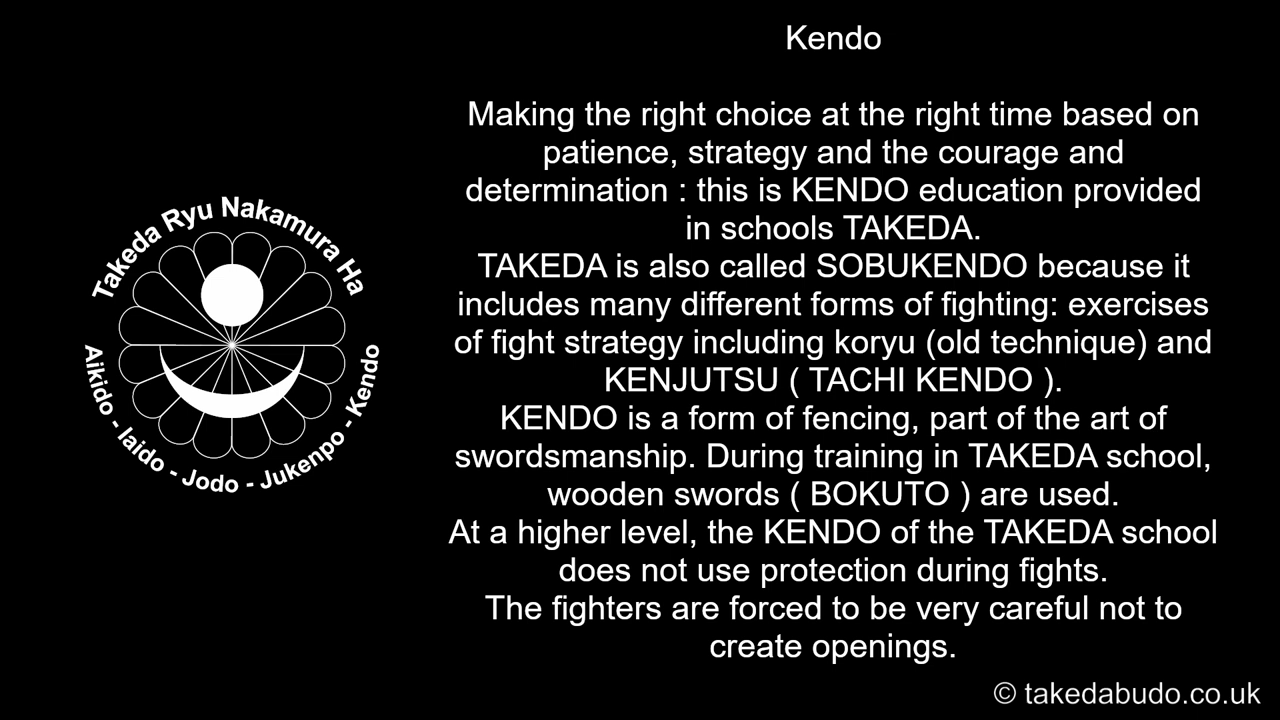 Kendo
Making the right choice at the right time based on
patience, strategy and the courage and
determination : this is KENDO education provided
in schools TAKEDA.
TAKEDA is also called SOBUKENDO because it
includes many different forms of fighting: exercises
of fight strategy including koryu (old technique) and
KENJUTSU ( TACHI KENDO ).
KENDO is a form of fencing, part of the art of
swordsmanship. During training in TAKEDA school,
wooden swords ( BOKUTO ) are used.
At a higher level, the KENDO of the TAKEDA school
does not use protection during fights.
The fighters are forced to be very careful not to
create openings.
Takeda Ryu Nakamura Ha
Aikido - Iaido - Jodo - Jukenpo - Kendo
© takedabudo.co.uk